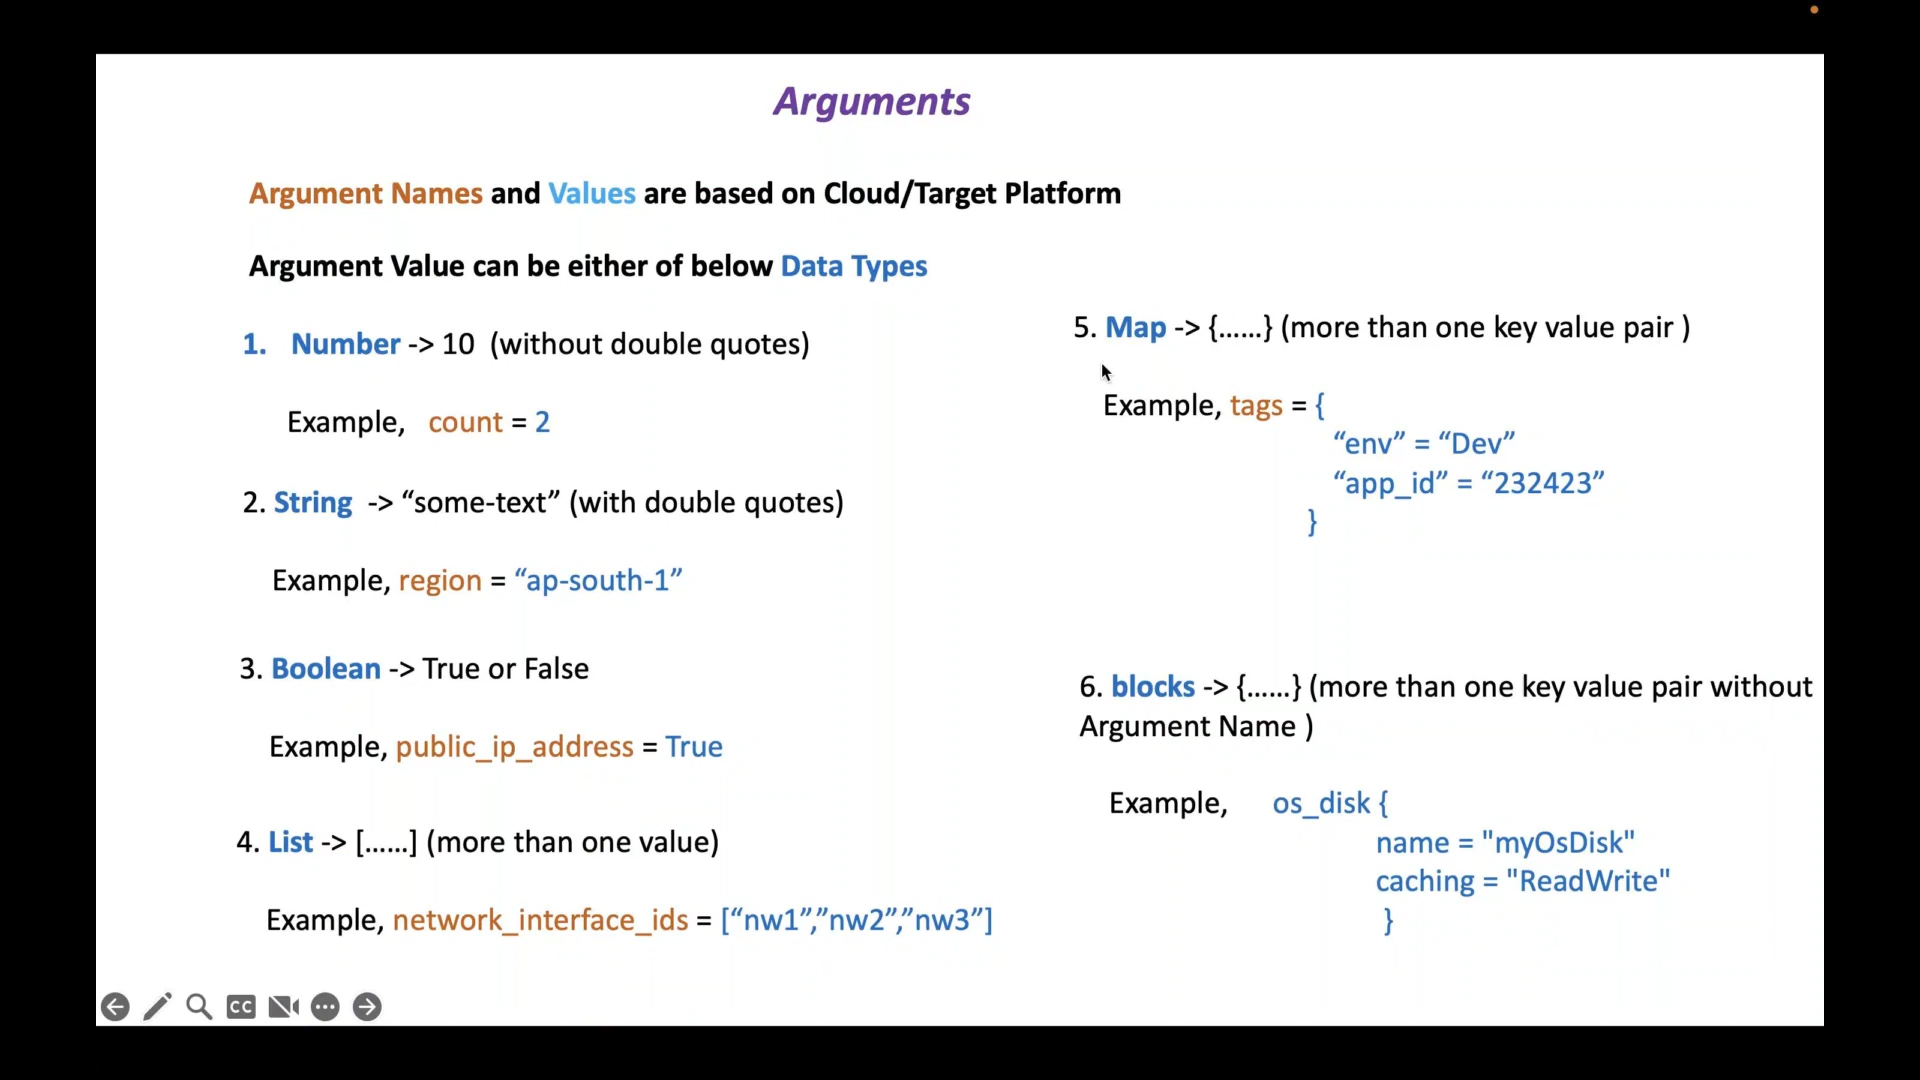 Arguments
Argument Names and Values are based on Cloud/Target Platform
Argument Value can be either of below Data Types
1. Number -> 10 (without double quotes)
Example, count = 2
2. String -> “some-text” (with double quotes)
Example, region = “ap-south-1”
3. Boolean -> True or False
Example, public_ip_address = True
4. List -> [......] (more than one value)
Example, network_interface_ids = [“nw1”,”nw2”,”nw3”]
5. Map -> {......} (more than one key value pair )
Example, tags = {
“env” = “Dev”
“app_id” = “232423”
}
6. blocks -> {......} (more than one key value pair without
Argument Name )
Example, os_disk {
name = "myOsDisk"
caching = "ReadWrite"
}
CC